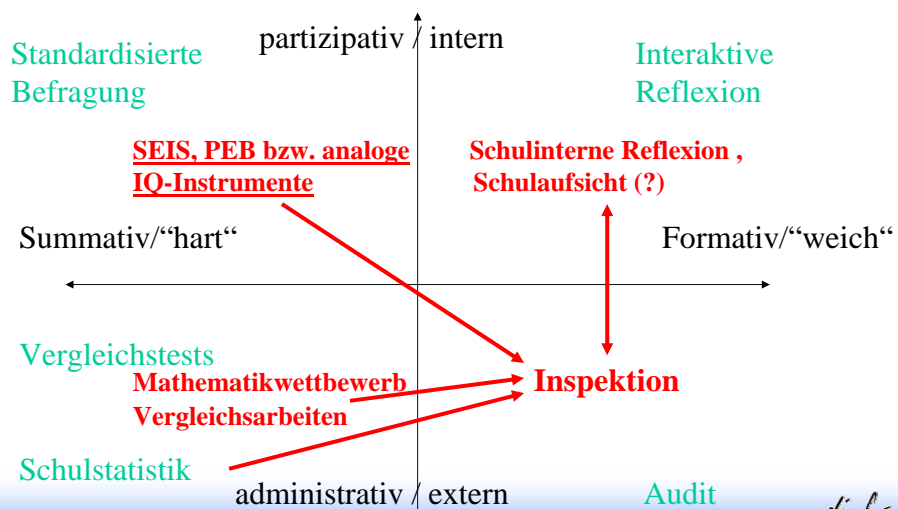 partizipativ / intern
Standardisierte
Befragung
Interaktive
Reflexion
SEIS, PEB bzw. analoge
IQ-Instrumente
Schulinterne Reflexion ,
Schulaufsicht (?)
Summativ/“hart“
Formativ/“weich“
Vergleichstests
Mathematikwettbewerb
Vergleichsarbeiten
Inspektion
Schulstatistik
administrativ / extern
Audit